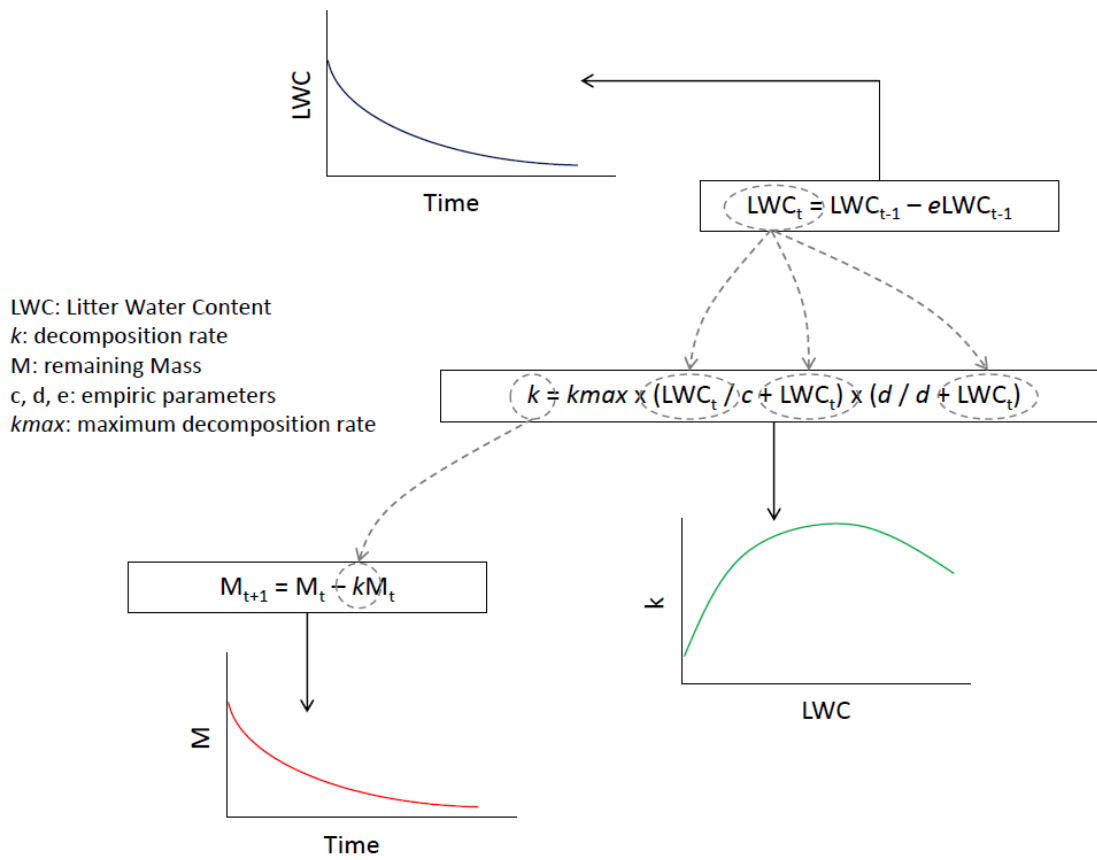 LWC
Time
LWCt = LWCt-1 – eLWCt-1
LWC: Litter Water Content
k: decomposition rate
M: remaining Mass
c, d, e: empiric parameters
kmax: maximum decomposition rate
k = kmax x (LWCt / c + LWCt) x (d / d + LWCt)
Mt+1 = Mt – kMt
k
LWC
M
Time